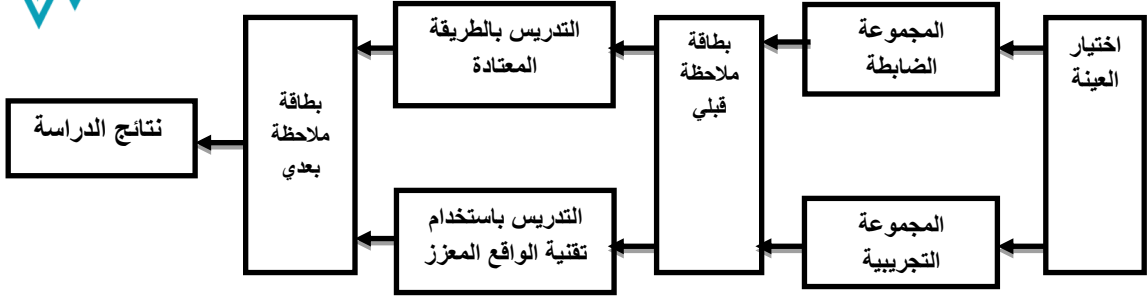 اختيار
العينة
المجموعة
الضابطة
المجموعة
التجريبية
بطاقة
ملاحظة
قبلي
التدريس بالطريقة
المعتادة
التدريس باستخدام
تقنية الواقع المعزز
بطاقة
ملاحظة
بعدي
نتائج الدراسة